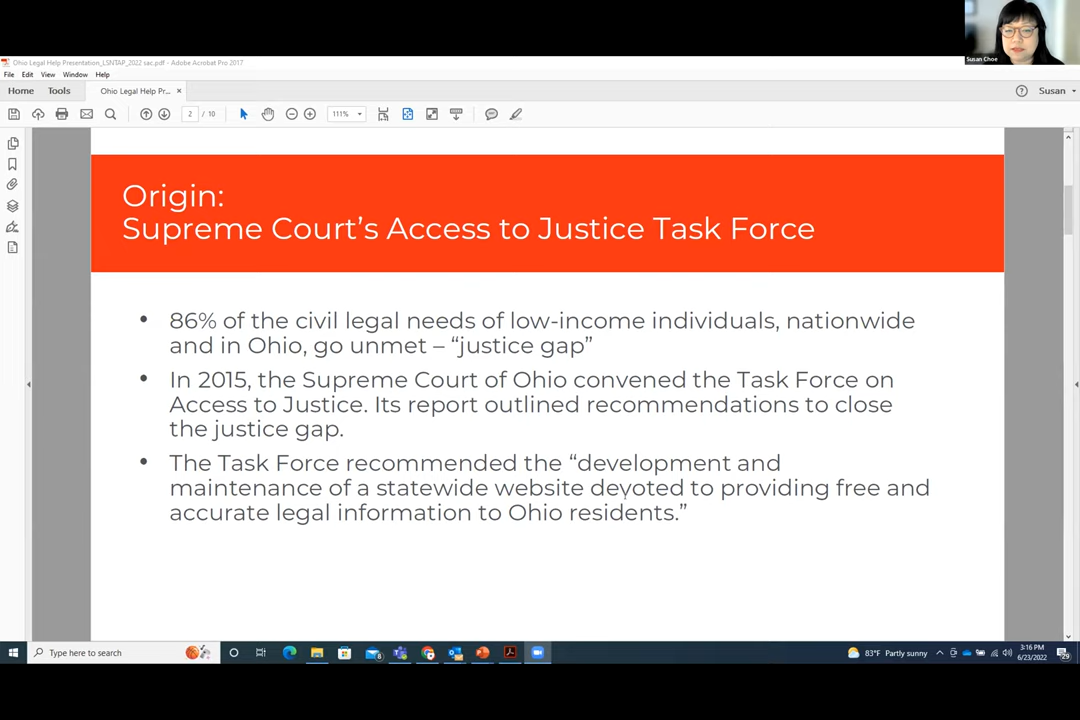 Susan Choe
Ohio Legal Help Presentation_LSNTAP_2022 sac.pdf - Adobe Acrobat Pro 2017
File Edit View Window Help
Home Tools Ohio Legal Help Pr... × Susan
2 / 10 111%
Origin:
Supreme Court’s Access to Justice Task Force
• 86% of the civil legal needs of low-income individuals, nationwide
and in Ohio, go unmet – “justice gap”
• In 2015, the Supreme Court of Ohio convened the Task Force on
Access to Justice. Its report outlined recommendations to close
the justice gap.
• The Task Force recommended the “development and
maintenance of a statewide website devoted to providing free and
accurate legal information to Ohio residents.”
Type here to search
83°F Partly sunny
3:16 PM
6/23/2022